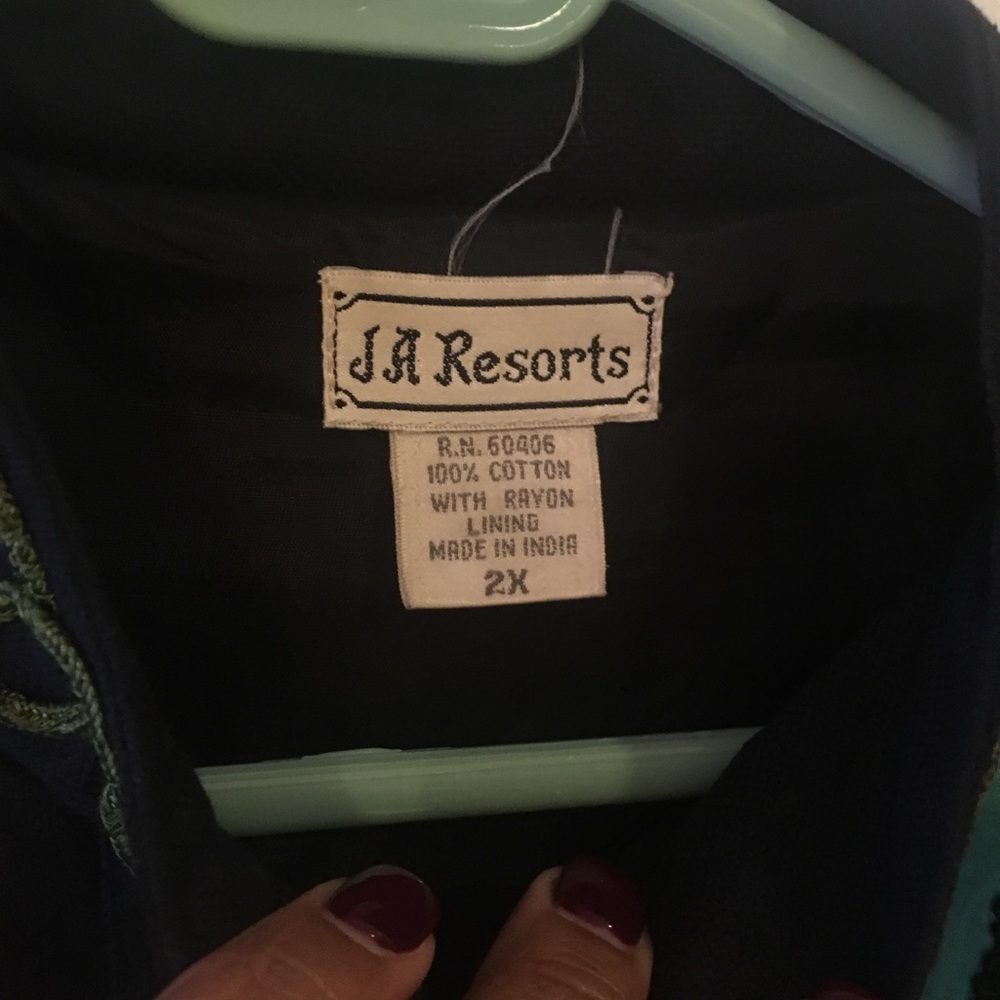 JA Resorts
R.N. 60406
100% COTTON
WITH RAYON
LINING
MADE IN INDIA
2X